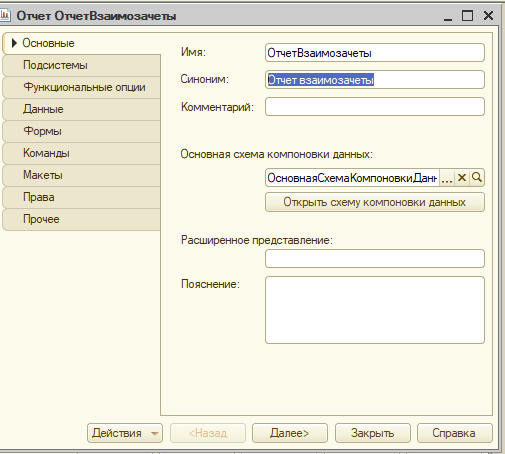 Отчет ОтчетВзаимозачеты
Основные
Подсистемы
Функциональные опции
Данные
Формы
Команды
Макеты
Права
Прочее
Имя: ОтчетВзаимозачеты
Синоним: Отчет взаимозачеты
Комментарий:
Основная схема компоновки данных:
ОсновнаяСхемаКомпоновкиДанн ...
Открыть схему компоновки данных
Расширенное представление:
Пояснение:
Действия <Назад Далее> Закрыть Справка